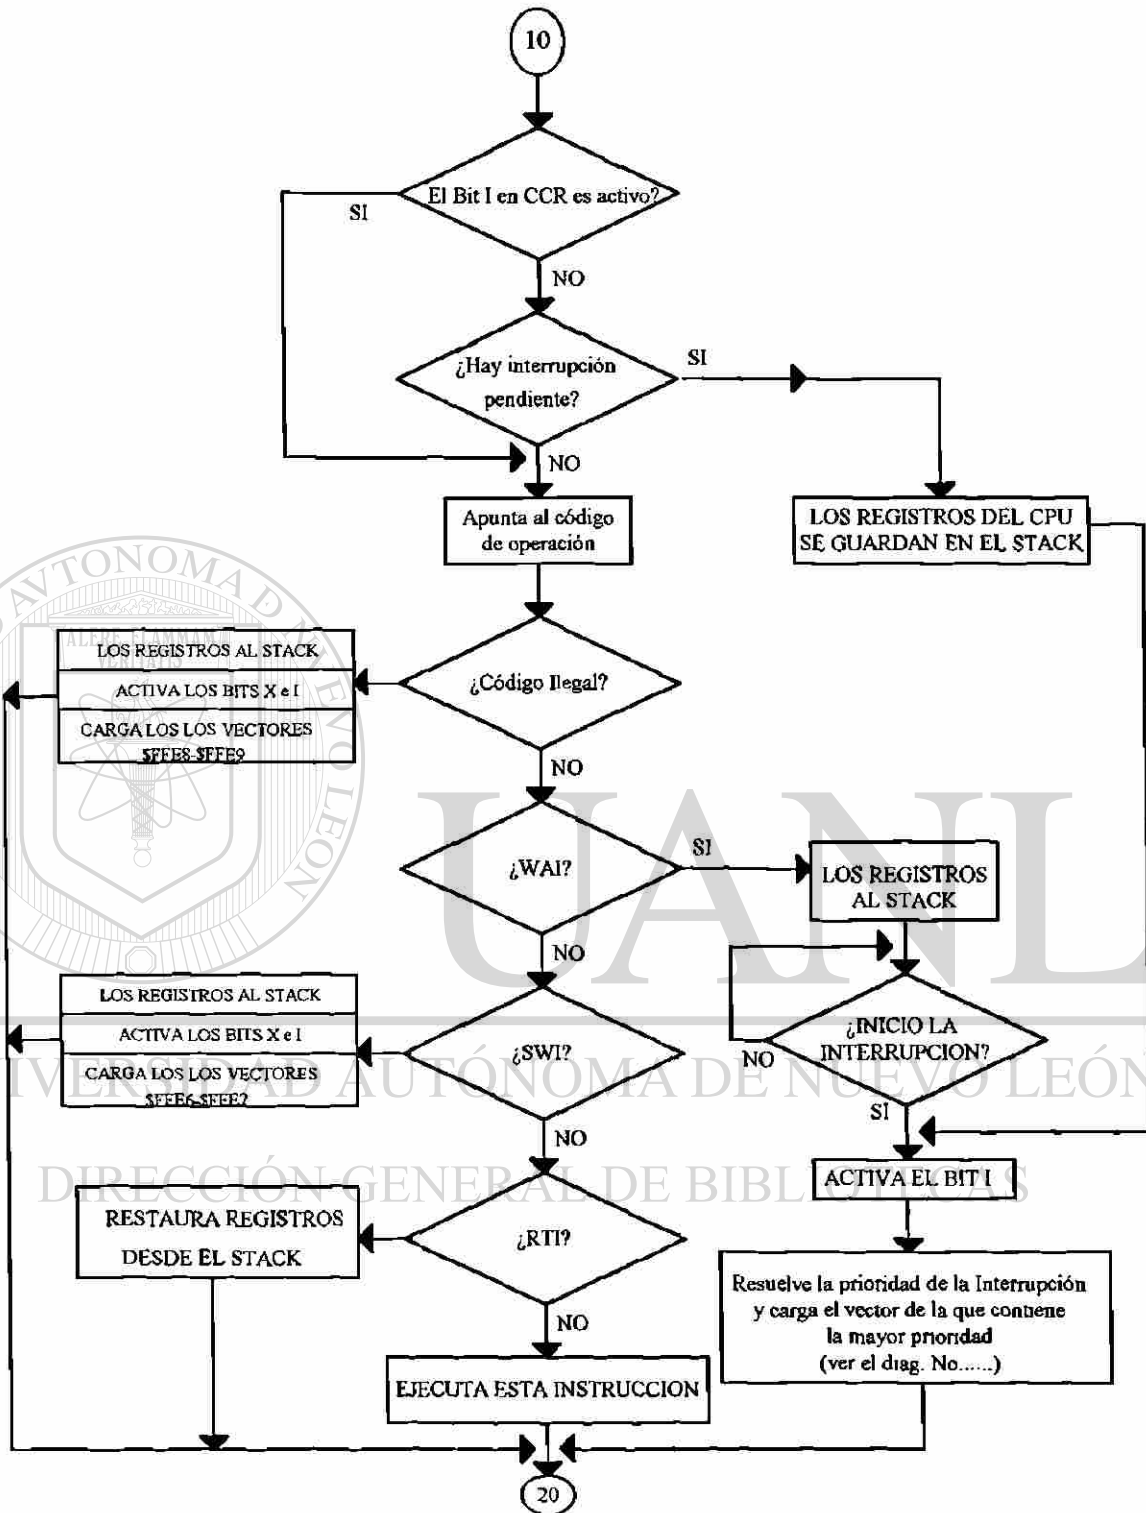 10
El Bit I en CCR es activo?
SI
NO
¿Hay interrupción
pendiente?
SI
NO
Apunta al código
de operación
LOS REGISTROS DEL CPU
SE GUARDAN EN EL STACK
¿Código Ilegal?
LOS REGISTROS AL STACK
ACTIVA LOS BITS X e I
CARGA LOS LOS VECTORES
$FFE8-$FFE9
NO
¿WAI?
SI
LOS REGISTROS
AL STACK
NO
¿INICIO LA
INTERRUPCION?
NO
SI
LOS REGISTROS AL STACK
ACTIVA LOS BITS X e I
CARGA LOS LOS VECTORES
¿SWI?
NO
ACTIVA EL BIT I
RESTAURA REGISTROS
DESDE EL STACK
¿RTI?
NO
Resuelve la prioridad de la Interrupción
y carga el vector de la que contiene
la mayor prioridad
(ver el diag. No......)
EJECUTA ESTA INSTRUCCION
20
ALERE FLAMMAM
VERITATIS
UANL
DIRECCIÓN GENERAL DE BIBLIOTECAS
AUTÓNOMA DE NUEVO LEÓN